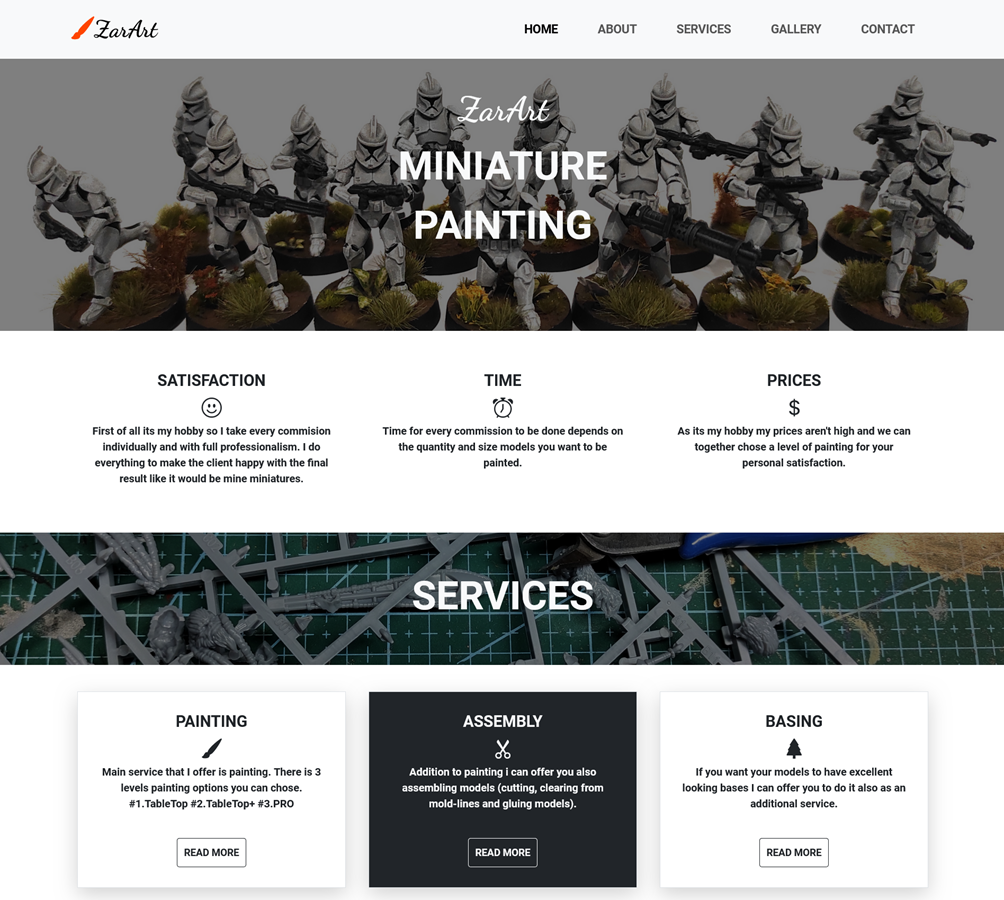 ZarArt
HOME
ABOUT
SERVICES
GALLERY
CONTACT
ZarArt
MINIATURE
PAINTING
SATISFACTION
First of all its my hobby so I take every commision
individually and with full professionalism. I do
everything to make the client happy with the final
result like it would be mine miniatures.
TIME
Time for every commission to be done depends on
the quantity and size models you want to be
painted.
PRICES
$
As its my hobby my prices aren't high and we can
together chose a level of painting for your
personal satisfaction.
SERVICES
PAINTING
Main service that I offer is painting. There is 3
levels painting options you can chose.
#1.TableTop #2.TableTop+ #3.PRO
READ MORE
ASSEMBLY
Addition to painting i can offer you also
assembling models (cutting, clearing from
mold-lines and gluing models).
READ MORE
BASING
If you want your models to have excellent
looking bases I can offer you to do it also as an
additional service.
READ MORE